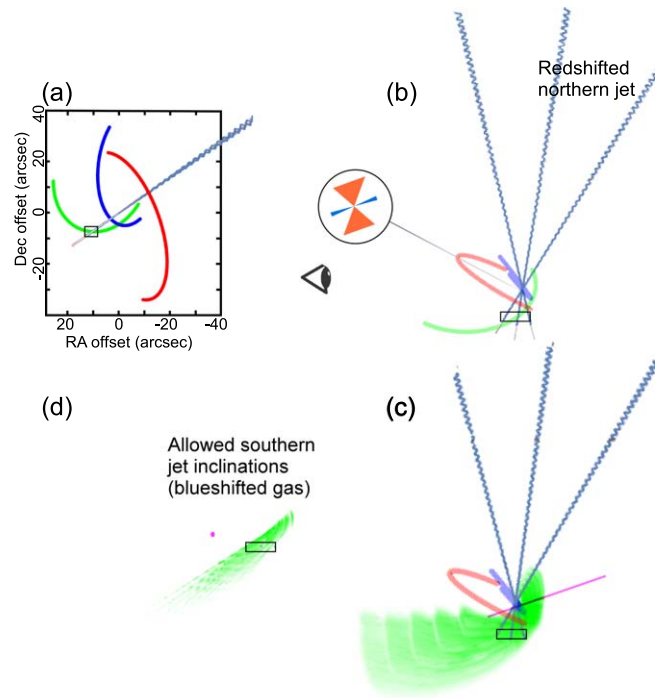 (a)
40
20
0
-20
Dec offset (arcsec)
20 0 -20 -40
RA offset (arcsec)
(b)
Redshifted
northern jet
(d)
Allowed southern
jet inclinations
(blueshifted gas)
(c)